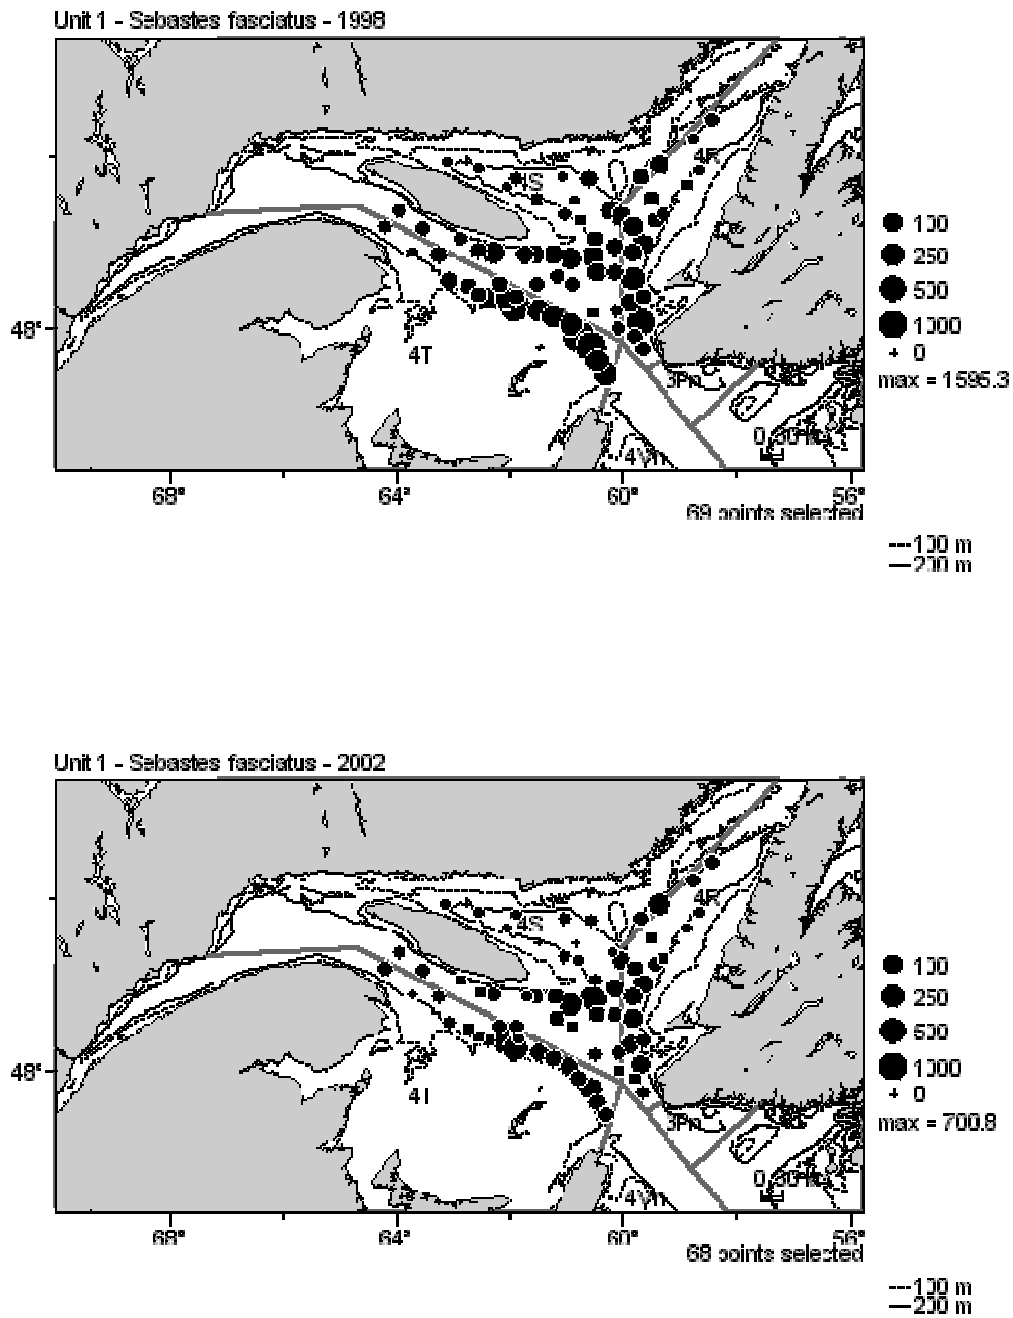 Unit 1 - Sebastes fasciatus - 1998
4R
4S
100
250
500
1000
0
max = 1595.3
48°
4T
3Pn
4Vn
68°
64°
60°
56°
69 points selected
100 m
200 m
Unit 1 - Sebastes fasciatus - 2002
4R
4S
100
250
500
1000
0
max = 700.8
48°
4T
3Pn
4Vn
68°
64°
60°
56°
68 points selected
100 m
200 m